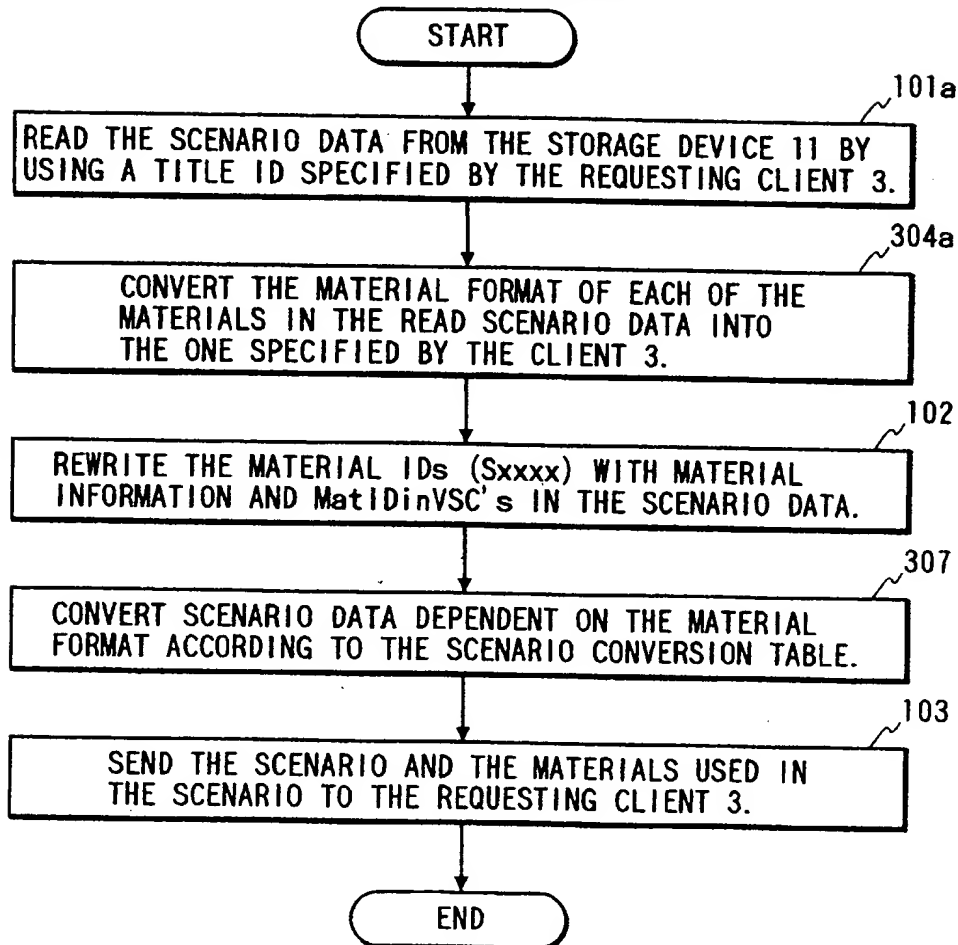 START
101a
READ THE SCENARIO DATA FROM THE STORAGE DEVICE 11 BY
USING A TITLE ID SPECIFIED BY THE REQUESTING CLIENT 3.
304a
CONVERT THE MATERIAL FORMAT OF EACH OF THE
MATERIALS IN THE READ SCENARIO DATA INTO
THE ONE SPECIFIED BY THE CLIENT 3.
102
REWRITE THE MATERIAL IDs (Sxxxx) WITH MATERIAL
INFORMATION AND MatIDinVSC's IN THE SCENARIO DATA.
307
CONVERT SCENARIO DATA DEPENDENT ON THE MATERIAL
FORMAT ACCORDING TO THE SCENARIO CONVERSION TABLE.
103
SEND THE SCENARIO AND THE MATERIALS USED IN
THE SCENARIO TO THE REQUESTING CLIENT 3.
END